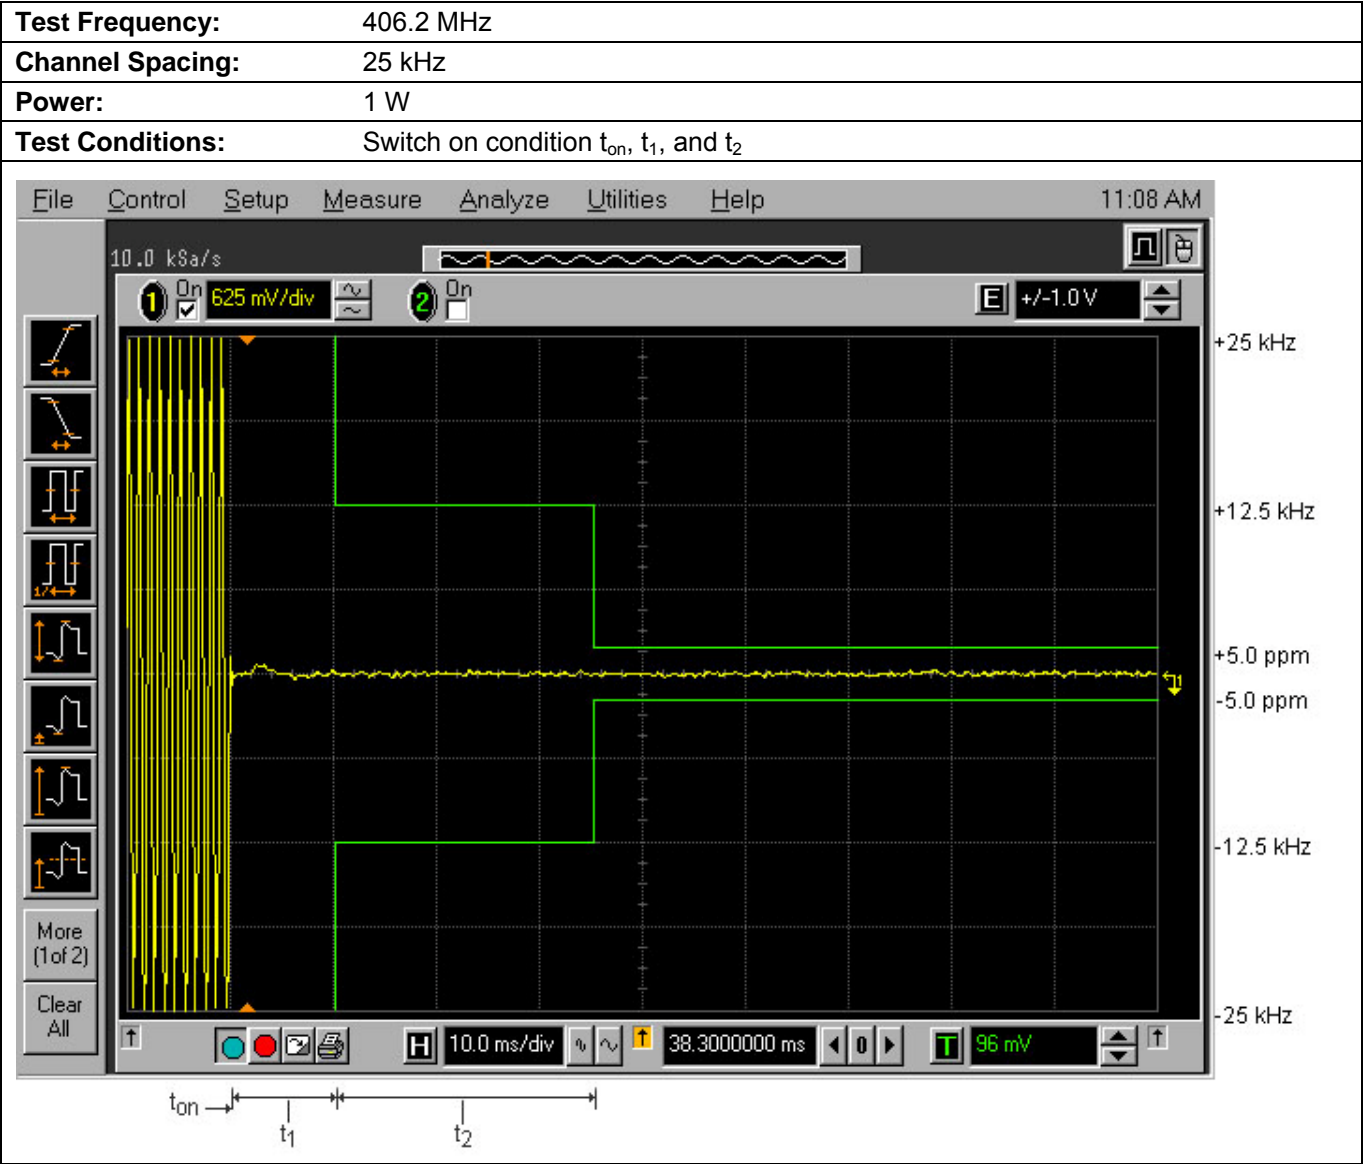 Test Frequency: 406.2 MHz
Channel Spacing: 25 kHz
Power: 1 W
Test Conditions: Switch on condition ton, t1, and t2
File Control Setup Measure Analyze Utilities Help 11:08 AM
10.0 kSa/s
1 On 625 mV/div 2 On E +/-1.0 V
+25 kHz
+12.5 kHz
+5.0 ppm
1
-5.0 ppm
-12.5 kHz
-25 kHz
1/
More
(1of 2)
Clear
All
H 10.0 ms/div 38.3000000 ms 0 T 96 mV
ton
t1
t2